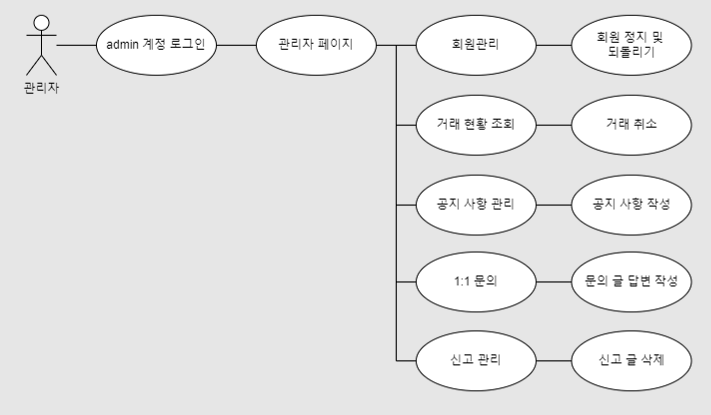 관리자
admin 계정 로그인
관리자 페이지
회원관리
회원 정지 및
되돌리기
거래 현황 조회
거래 취소
공지 사항 관리
공지 사항 작성
1:1 문의
문의 글 답변 작성
신고 관리
신고 글 삭제